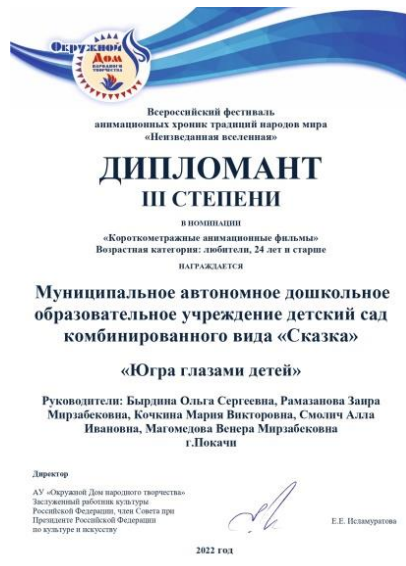 Окружной
Дом
НАРОДНОГО
ТВОРЧЕСТВА
Всероссийский фестиваль
анимационных хроник традиций народов мира
«Неизведанная вселенная»
ДИПЛОМАНТ
III СТЕПЕНИ
В НОМИНАЦИИ
«Короткометражные анимационные фильмы»
Возрастная категория: любители, 24 лет и старше
НАГРАЖДАЕТСЯ
Муниципальное автономное дошкольное
образовательное учреждение детский сад
комбинированного вида «Сказка»
«Югра глазами детей»
Руководители: Бырдина Ольга Сергеевна, Рамазанова Заира
Мирзабековна, Кочкина Мария Викторовна, Смолич Алла
Ивановна, Магомедова Венера Мирзабековна
г.Покачи
Директор
АУ «Окружной Дом народного творчества»
Заслуженный работник культуры
Российской Федерации, член Совета при
Президенте Российской Федерации
по культуре и искусству
Е.Е. Исламуратова
2022 год